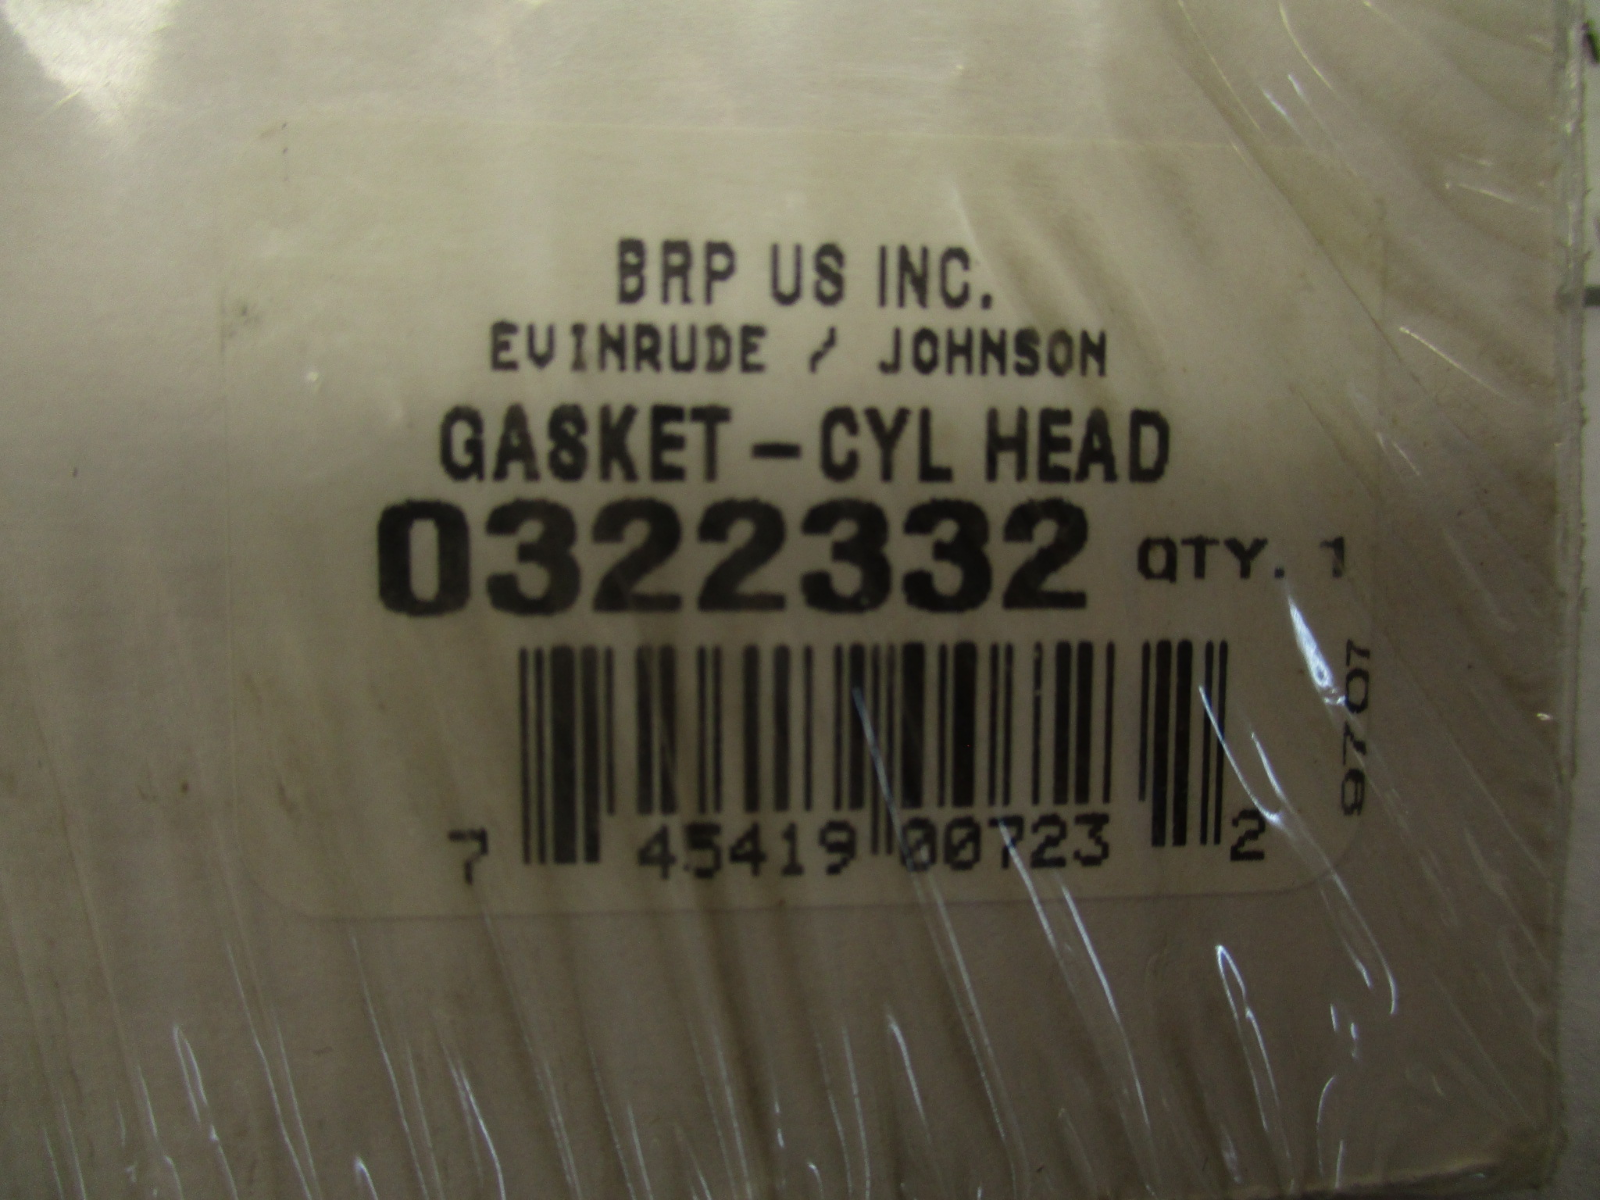 BRP US INC.
EVINRUDE / JOHNSON
GASKET - CYL HEAD
0322332 QTY. 1
9707
7 45419 00723 2